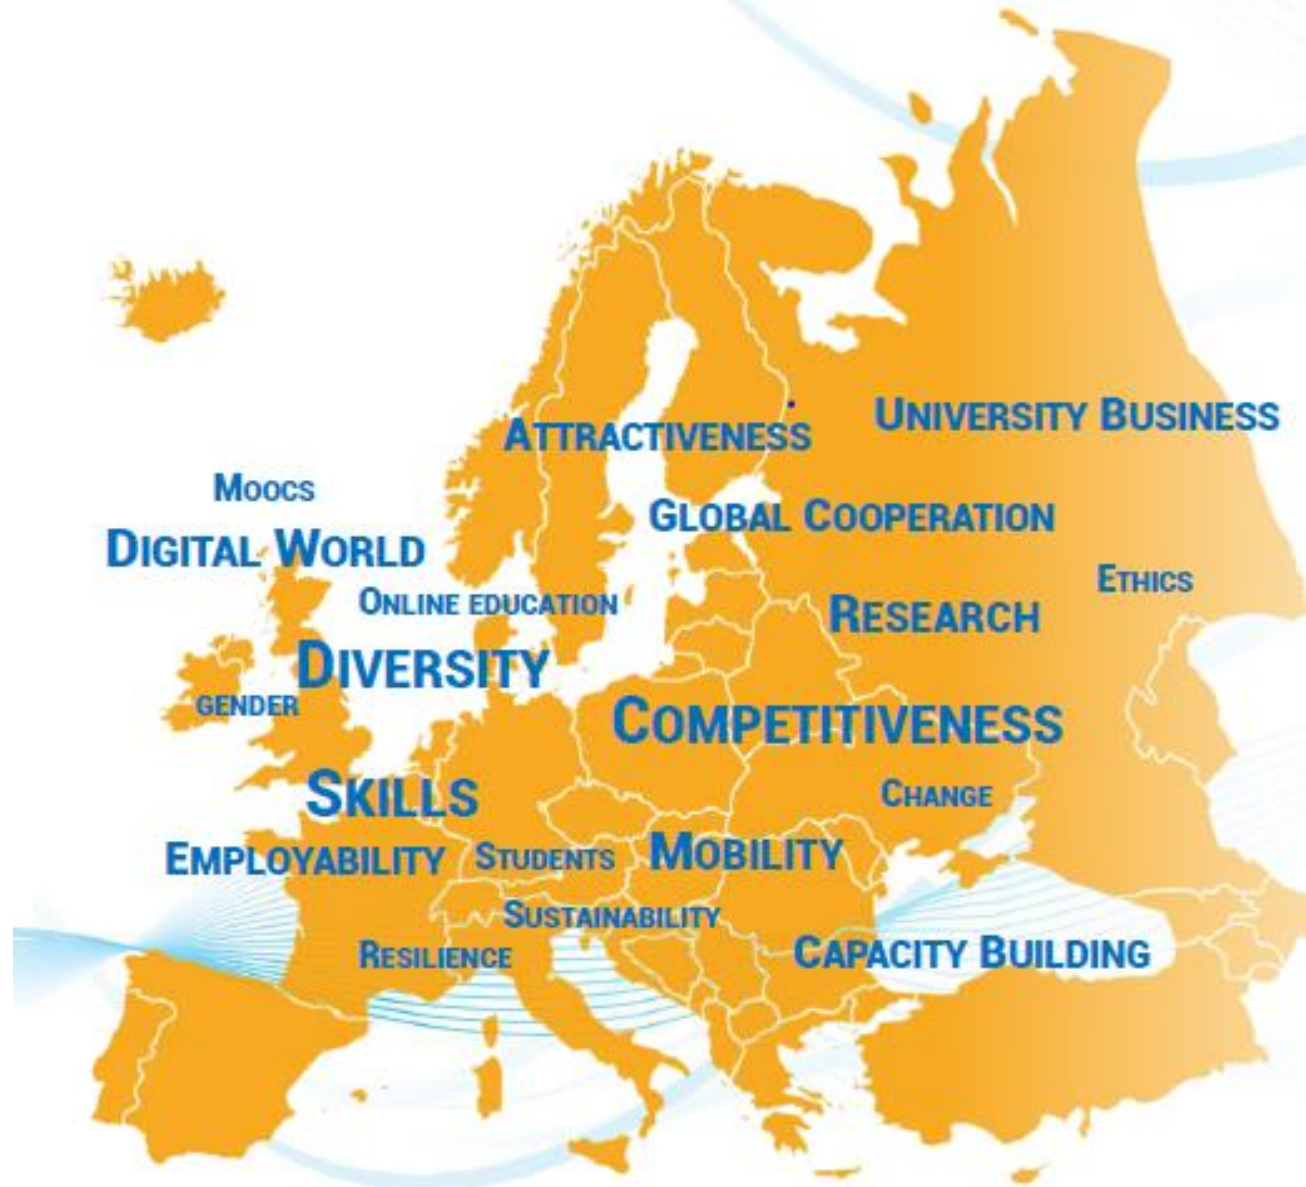 UNIVERSITY BUSINESS
ATTRACTIVENESS
MOOCS
GLOBAL COOPERATION
DIGITAL WORLD
ETHICS
ONLINE EDUCATION
RESEARCH
DIVERSITY
GENDER
COMPETITIVENESS
SKILLS
CHANGE
EMPLOYABILITY
STUDENTS
MOBILITY
SUSTAINABILITY
RESILIENCE
CAPACITY BUILDING